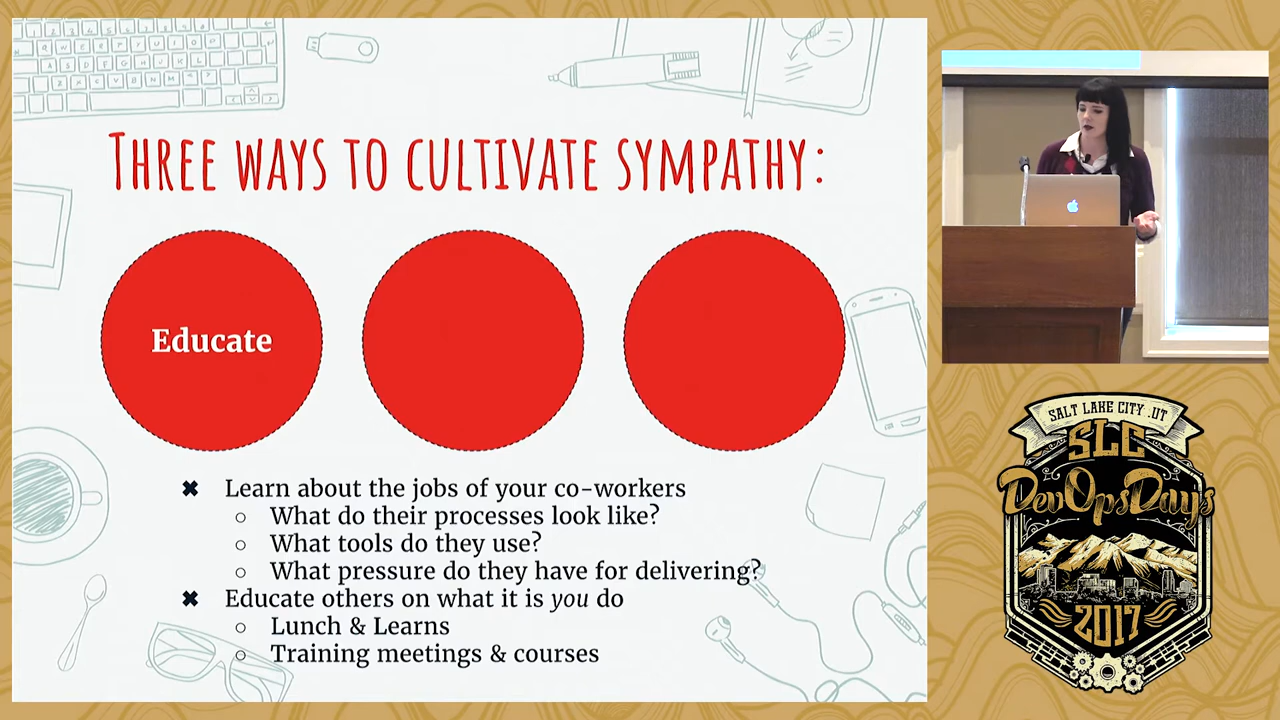 Three ways to cultivate sympathy:
Educate
Learn about the jobs of your co-workers
What do their processes look like?
What tools do they use?
What pressure do they have for delivering?
Educate others on what it is you do
Lunch & Learns
Training meetings & courses
SALT LAKE CITY .UT
SLC
DevOpsDays
2017